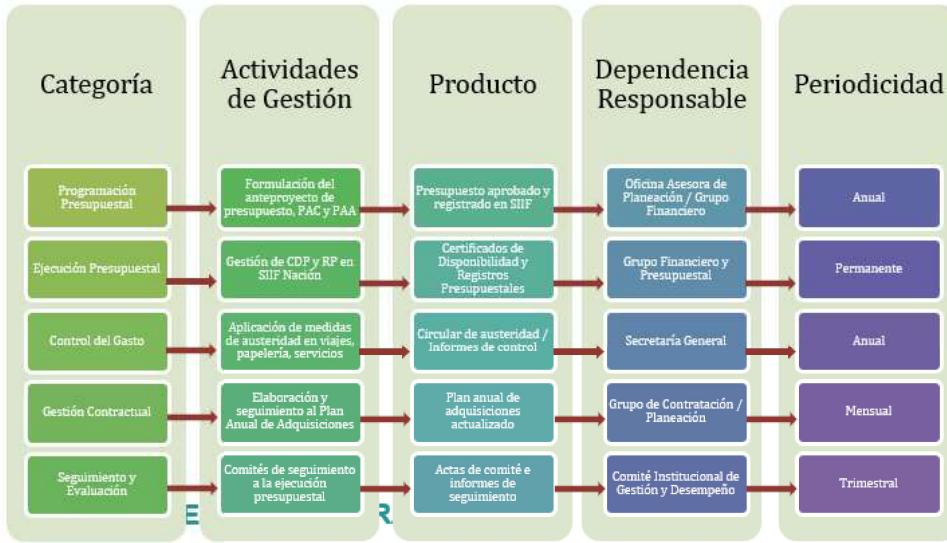 Categoría
Actividades
de Gestión
Producto
Dependencia
Responsable
Periodicidad
Programación
Presupuestal
Formulación del
anteproyecto de
presupuesto, PAC y PAA
Presupuesto aprobado y
registrado en SIIF
Oficina Asesora de
Planeación / Grupo
Financiero
Anual
Ejecución Presupuestal
Gestión de CDP y RP en
SIIF Nación
Certificados de
Disponibilidad y
Registros
Presupuestales
Grupo Financiero y
Presupuestal
Permanente
Control del Gasto
Aplicación de medidas
de austeridad en viajes,
papelería, servicios
Circular de austeridad /
Informes de control
Secretaría General
Anual
Gestión Contractual
Elaboración y
seguimiento al Plan
Anual de Adquisiciones
Plan anual de
adquisiciones
actualizado
Grupo de Contratación /
Planeación
Mensual
Seguimiento y
Evaluación
Comités de seguimiento
a la ejecución
presupuestal
Actas de comité e
informes de
seguimiento
Comité Institucional de
Gestión y Desempeño
Trimestral